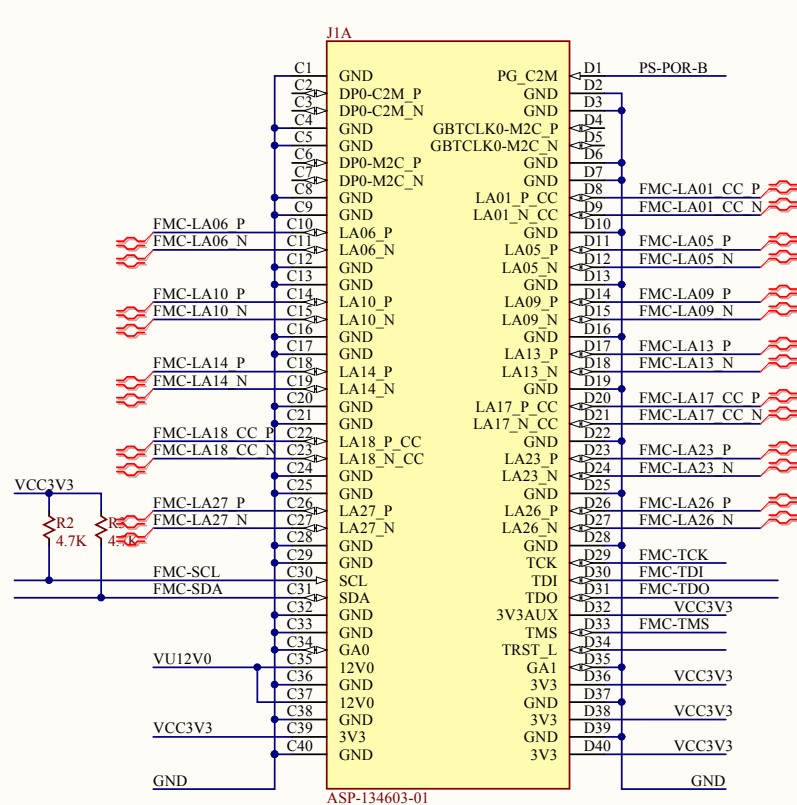 J1A
C1 GND PG_C2M D1 PS-POR-B
C2 DP0-C2M_P GND D2
C3 DP0-C2M_N GND D3
C4 GND GBTCLK0-M2C_P D4
C5 GND GBTCLK0-M2C_N D5
C6 DP0-M2C_P GND D6
C7 DP0-M2C_N GND D7
C8 GND LA01_P_CC D8 FMC-LA01_CC_P
C9 GND LA01_N_CC D9 FMC-LA01_CC_N
FMC-LA06_P C10 LA06_P GND D10
FMC-LA06_N C11 LA06_N LA05_P D11 FMC-LA05_P
C12 GND LA05_N D12 FMC-LA05_N
C13 GND GND D13
FMC-LA10_P C14 LA10_P LA09_P D14 FMC-LA09_P
FMC-LA10_N C15 LA10_N LA09_N D15 FMC-LA09_N
C16 GND GND D16
C17 GND LA13_P D17 FMC-LA13_P
FMC-LA14_P C18 LA14_P LA13_N D18 FMC-LA13_N
FMC-LA14_N C19 LA14_N GND D19
C20 GND LA17_P_CC D20 FMC-LA17_CC_P
C21 GND LA17_N_CC D21 FMC-LA17_CC_N
FMC-LA18_CC_P C22 LA18_P_CC GND D22
FMC-LA18_CC_N C23 LA18_N_CC LA23_P D23 FMC-LA23_P
C24 GND LA23_N D24 FMC-LA23_N
VCC3V3 C25 GND GND D25
FMC-LA27_P C26 LA27_P LA26_P D26 FMC-LA26_P
R2 FMC-LA27_N C27 LA27_N LA26_N D27 FMC-LA26_N
4.7K C28 GND GND D28
C29 GND TCK D29 FMC-TCK
FMC-SCL C30 SCL TDI D30 FMC-TDI
FMC-SDA C31 SDA TDO D31 FMC-TDO
C32 GND 3V3AUX D32 VCC3V3
C33 GND TMS D33 FMC-TMS
C34 GA0 TRST_L D34
VU12V0 C35 12V0 GA1 D35
C36 GND 3V3 D36 VCC3V3
C37 12V0 GND D37
C38 GND 3V3 D38 VCC3V3
VCC3V3 C39 3V3 GND D39
C40 GND 3V3 D40 VCC3V3
GND GND
ASP-134603-01